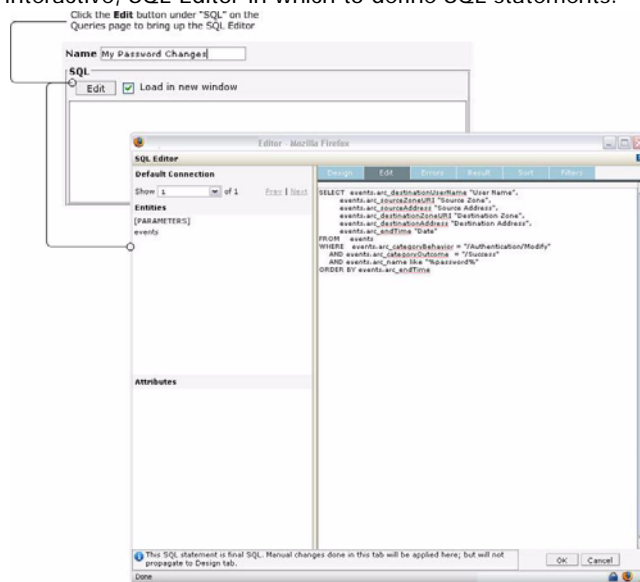 interactive, SQL Editor in which to define SQL statements.
Click the Edit button under "SQL" on the
Queries page to bring up the SQL Editor
Name My Password Changes
SQL
Edit Load in new window
Editor - Mozilla Firefox
SQL Editor
Default Connection
Show 1 of 1 Prev | Next
Entities
[PARAMETERS]
events
Attributes
Design Edit Errors Result Sort Filters
SELECT events.arc_destinationUserName "User Name",
events.arc_sourceZoneURI "Source Zone",
events.arc_sourceAddress "Source Address",
events.arc_destinationZoneURI "Destination Zone",
events.arc_destinationAddress "Destination Address",
events.arc_endTime "Date"
FROM events
WHERE events.arc_categoryBehavior = "/Authentication/Modify"
AND events.arc_categoryOutcome = "/Success"
AND events.arc_name like "%password%"
ORDER BY events.arc_endTime
This SQL statement is final SQL. Manual changes done in this tab will be applied here; but will not
propagate to Design tab.
OK Cancel
Done